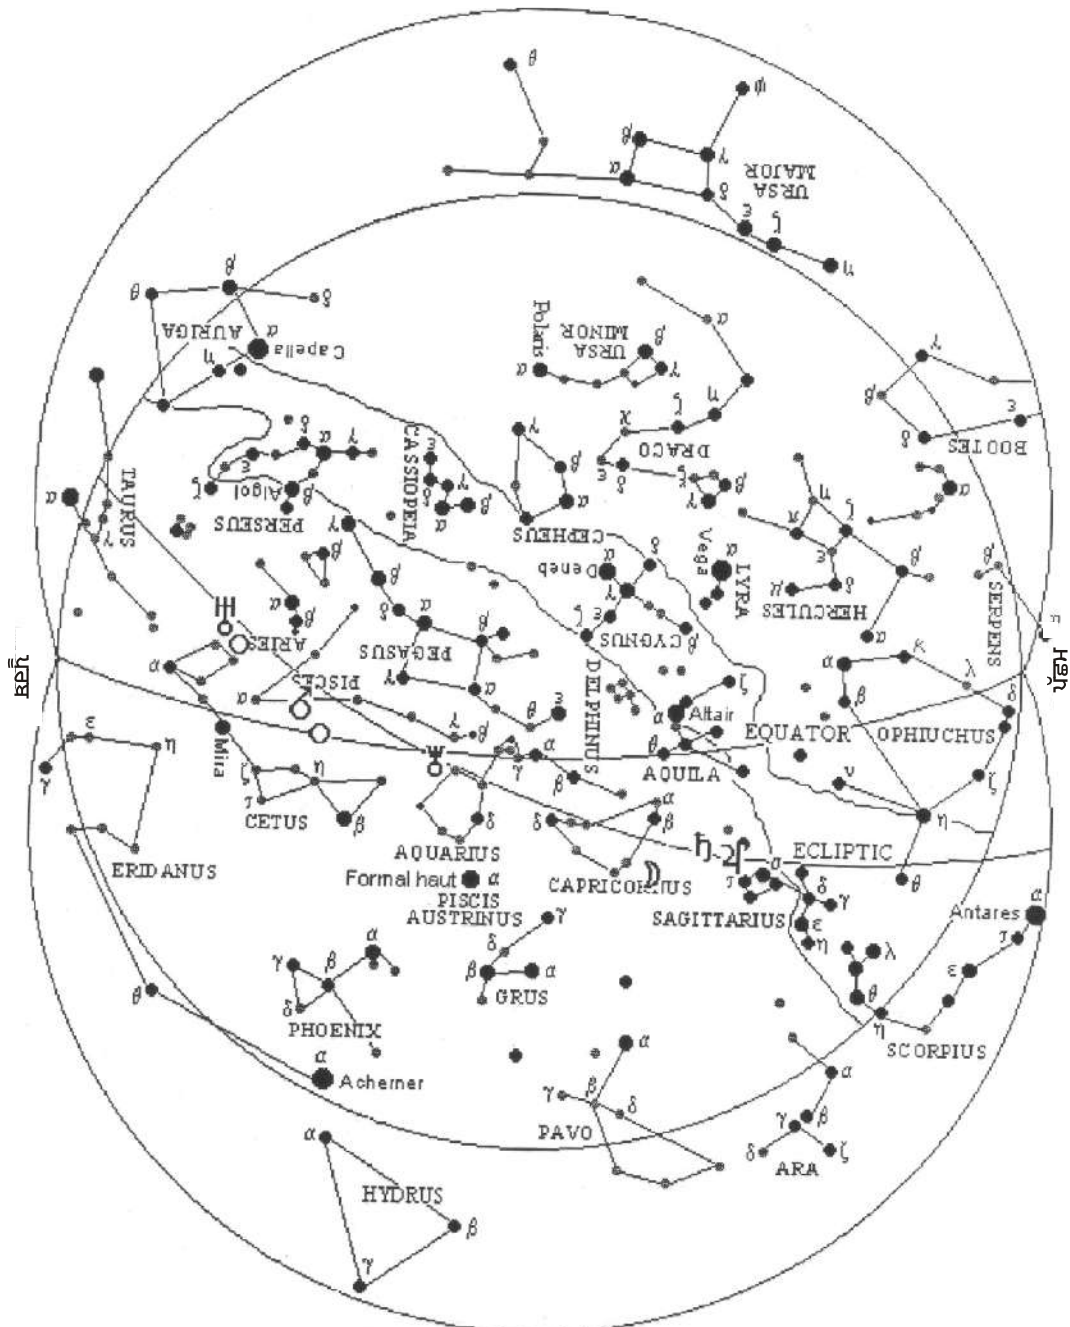 θ
φ
β
γ
α
URSA
MAJOR
δ
ε
ζ
η
θ
β
δ
AURIGA
α
Capella
η
Polaris
α
URSA
MINOR
β
γ
α
η
ζ
χ
DRACO
ε
δ
γ
β
δ
ε
BOOTES
TAURUS
α
γ
ζ
ε
δ
α
γ
Algol
β
PERSEUS
CASSIOPEIA
ε
δ
γ
α
β
γ
β
α
CEPHEUS
ξ
β
γ
α
η
ζ
π
ε
μ
δ
β
HERCULES
α
SERPENS
Vega
α
LYRA
Deneb
α
δ
γ
ε
ζ
CYGNUS
β
γ
β
δ
α
PEGASUS
β
γ
α
θ
ε
β
α
β
ARIES
α
α
PISCES
γ
β
DELPHINUS
ζ
α
Altair
θ
AQUILA
EQUATOR
OPHIUCHUS
κ
α
λ
β
δ
ζ
ν
η
θ
Mira
ε
η
γ
ERIDANUS
ζ
η
τ
β
CETUS
γ
α
β
δ
AQUARIUS
δ
α
β
CAPRICORNUS
ECLIPTIC
σ
τ
SAGITTARIUS
δ
γ
ε
η
Formal haut
α
PISCIS
AUSTRINUS
γ
δ
β
α
GRUS
Antares
α
τ
ε
λ
θ
η
SCORPIUS
α
γ
β
δ
PHOENIX
θ
α
Acherner
α
γ
β
δ
PAVO
α
β
γ
δ
ζ
ARA
α
HYDRUS
β
γ